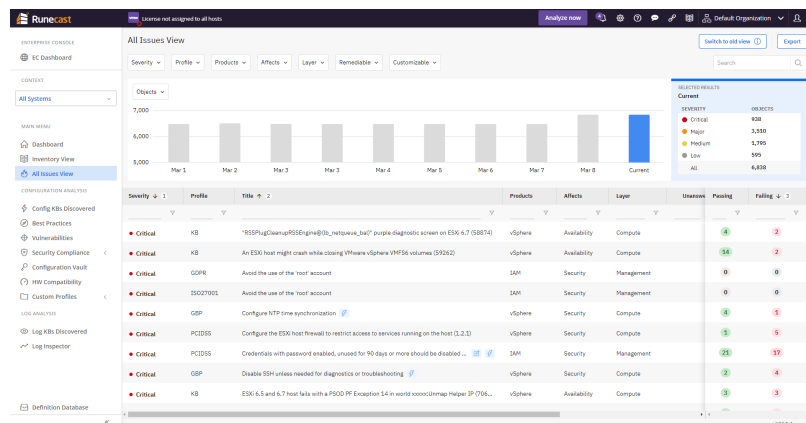 Runecast
License not assigned to all hosts
Analyze now
Default Organization
ENTERPRISE CONSOLE
EC Dashboard
CONTEXT
All Systems
MAIN MENU
Dashboard
Inventory View
All Issues View
CONFIGURATION ANALYSIS
Config KBs Discovered
Best Practices
Vulnerabilities
Security Compliance
Configuration Vault
HW Compatibility
Custom Profiles
LOG ANALYSIS
Log KBs Discovered
Log Inspector
Definition Database
All Issues View
Switch to old view
Export
Severity Profile Products Affects Layer Remediable Customizable
Search
Objects
7,000
6,000
5,000
Mar 1 Mar 2 Mar 3 Mar 3 Mar 5 Mar 6 Mar 7 Mar 8 Current
SELECTED RESULTS
Current
SEVERITY OBJECTS
Critical 938
Major 3,510
Medium 1,795
Low 595
All 6,838
Severity 1 Profile Title 2 Products Affects Layer Unanswe Passing Failing 3
Critical KB "RSSPlugCleanupRSSEngine@(lb_netqueue_bal)" purple diagnostic screen on ESXi 6.7 (58874) vSphere Availability Compute 4 2
Critical KB An ESXi host might crash while closing VMware vSphere VMFS6 volumes (59262) vSphere Availability Compute 14 2
Critical GDPR Avoid the use of the 'root' account IAM Security Management 0 0
Critical ISO27001 Avoid the use of the 'root' account IAM Security Management 0 0
Critical GBP Configure NTP time synchronization vSphere Security Compute 4 1
Critical PCIDSS Configure the ESXi host firewall to restrict access to services running on the host (1.2.1) vSphere Security Compute 1 5
Critical PCIDSS Credentials with password enabled, unused for 90 days or more should be disabled ... IAM Security Management 21 17
Critical GBP Disable SSH unless needed for diagnostics or troubleshooting vSphere Security Compute 2 4
Critical KB ESXi 6.5 and 6.7 host fails with a PSOD PF Exception 14 in world xxxxx:Unmap Helper IP (706... vSphere Availability Compute 3 3